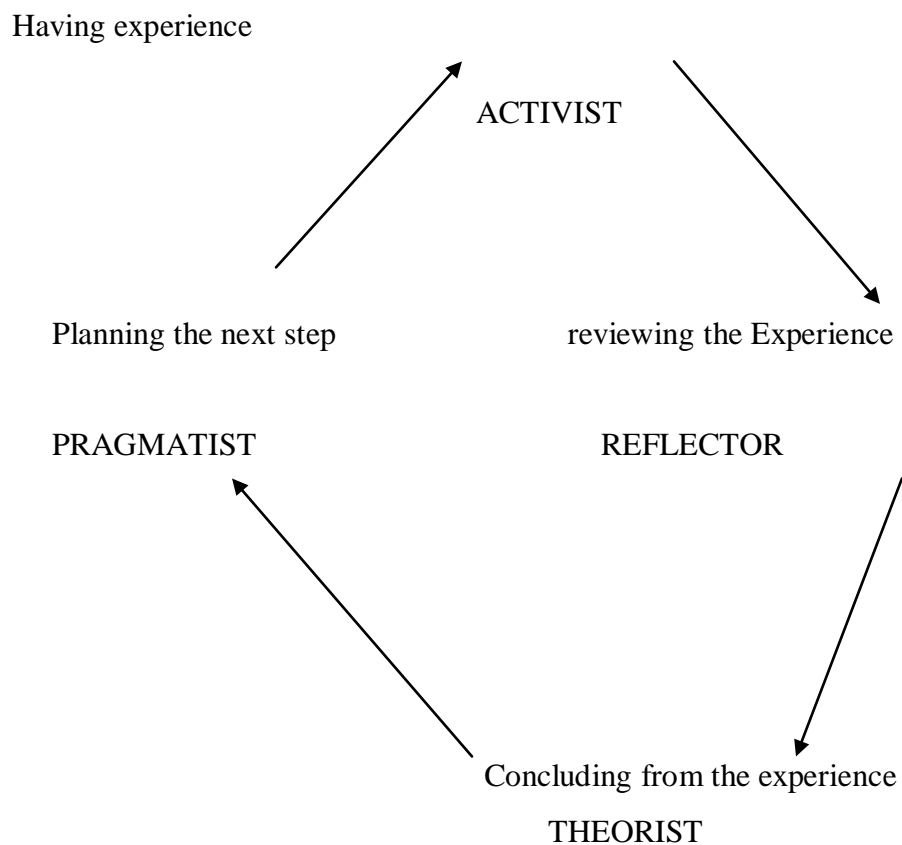 Having experience
ACTIVIST
Planning the next step reviewing the Experience
PRAGMATIST REFLECTOR
Concluding from the experience
THEORIST